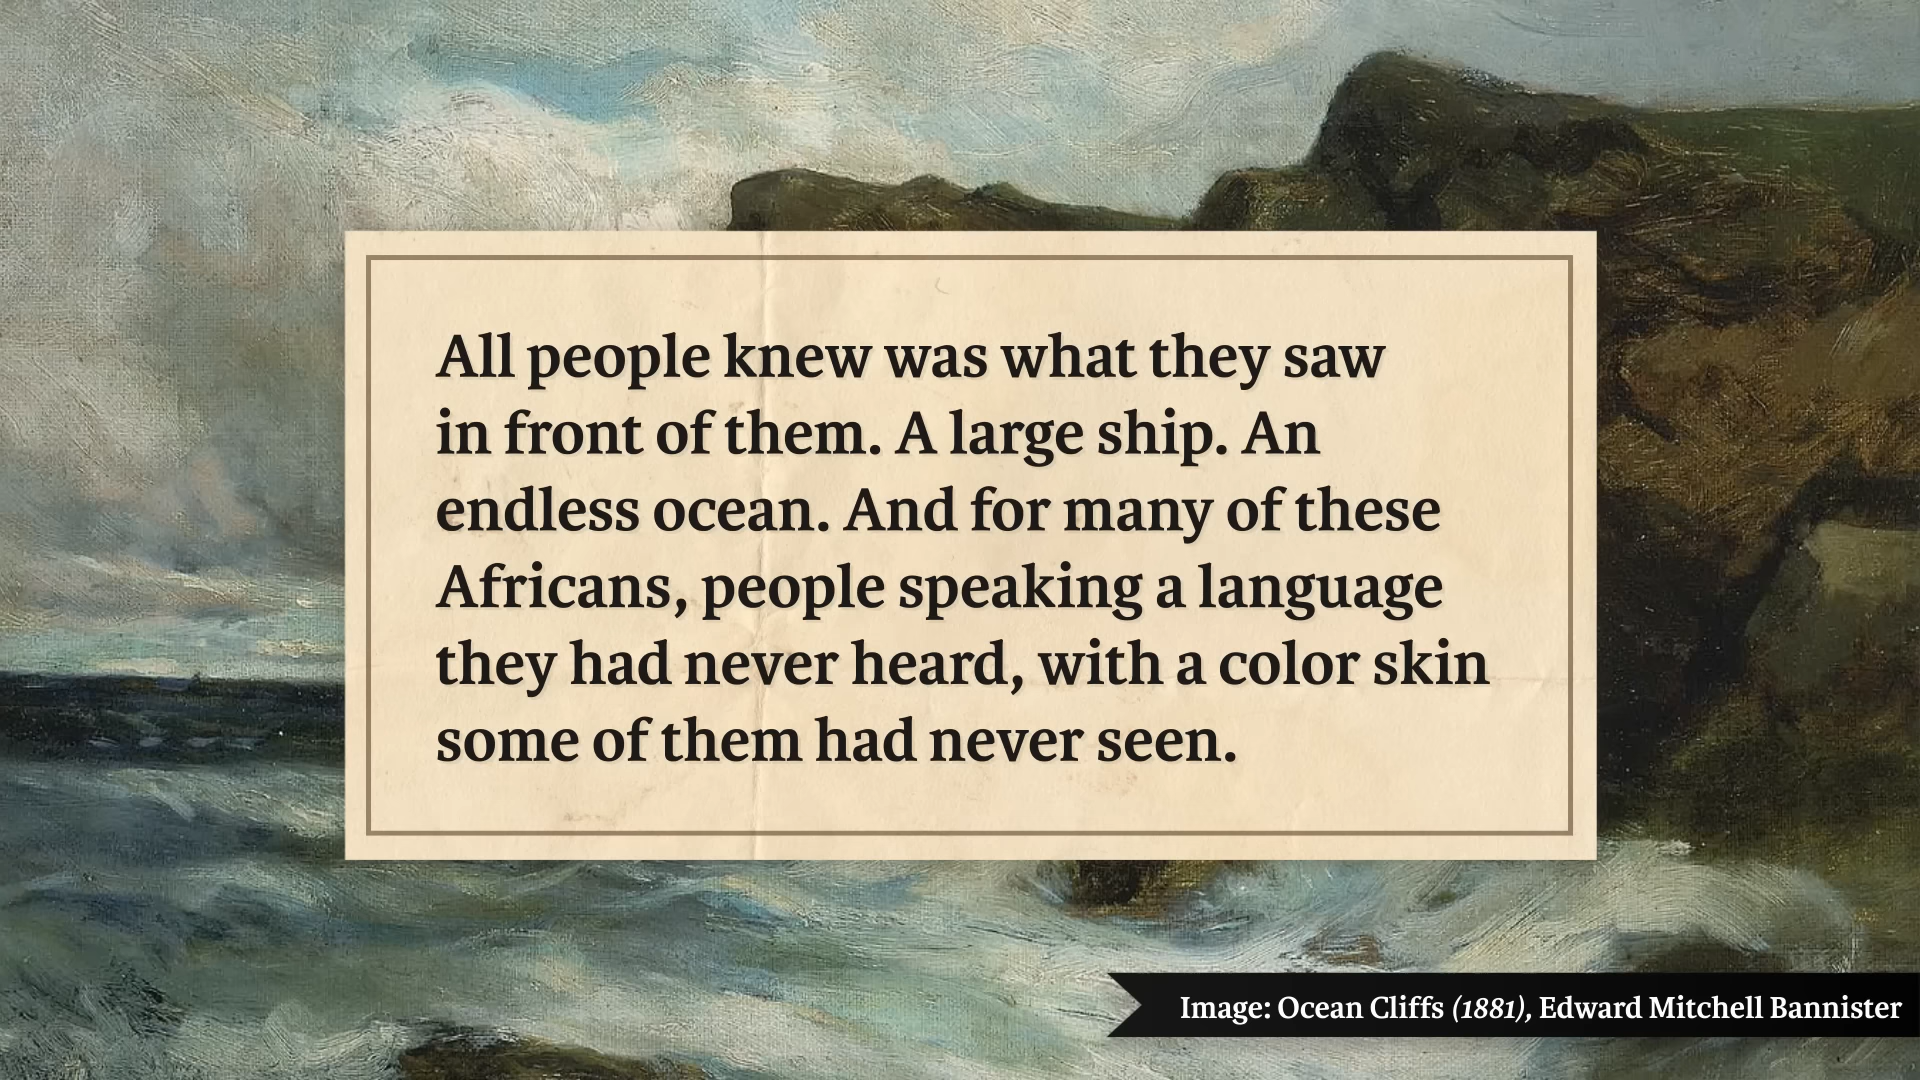 All people knew was what they saw
in front of them. A large ship. An
endless ocean. And for many of these
Africans, people speaking a language
they had never heard, with a color skin
some of them had never seen.
Image: Ocean Cliffs (1881), Edward Mitchell Bannister